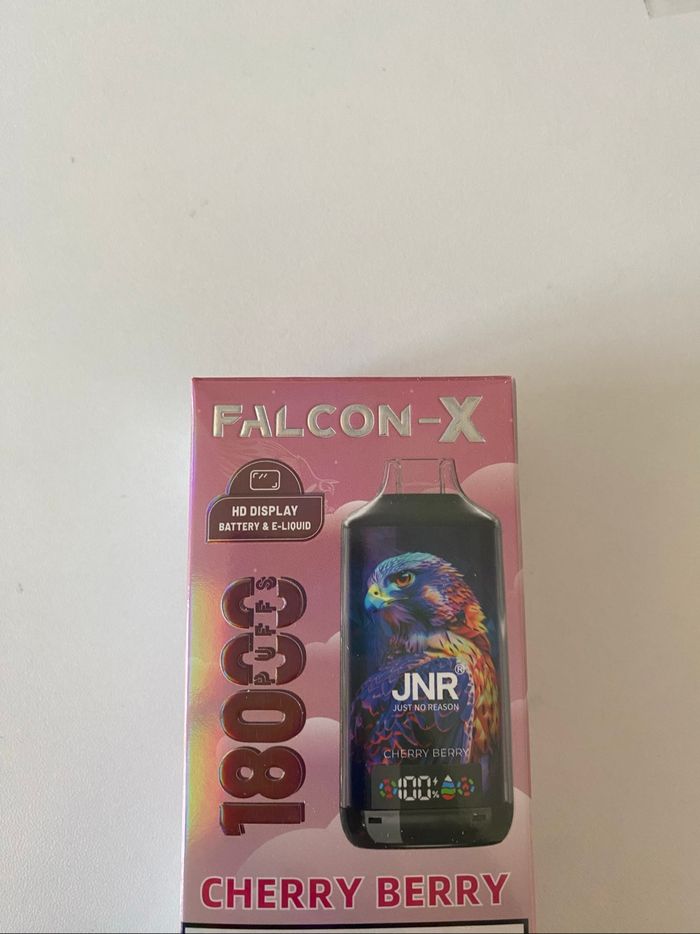 FALCON-X
HD DISPLAY
BATTERY & E-LIQUID
18000
PUFFS
JNR®
JUST NO REASON
CHERRY BERRY
100%
CHERRY BERRY